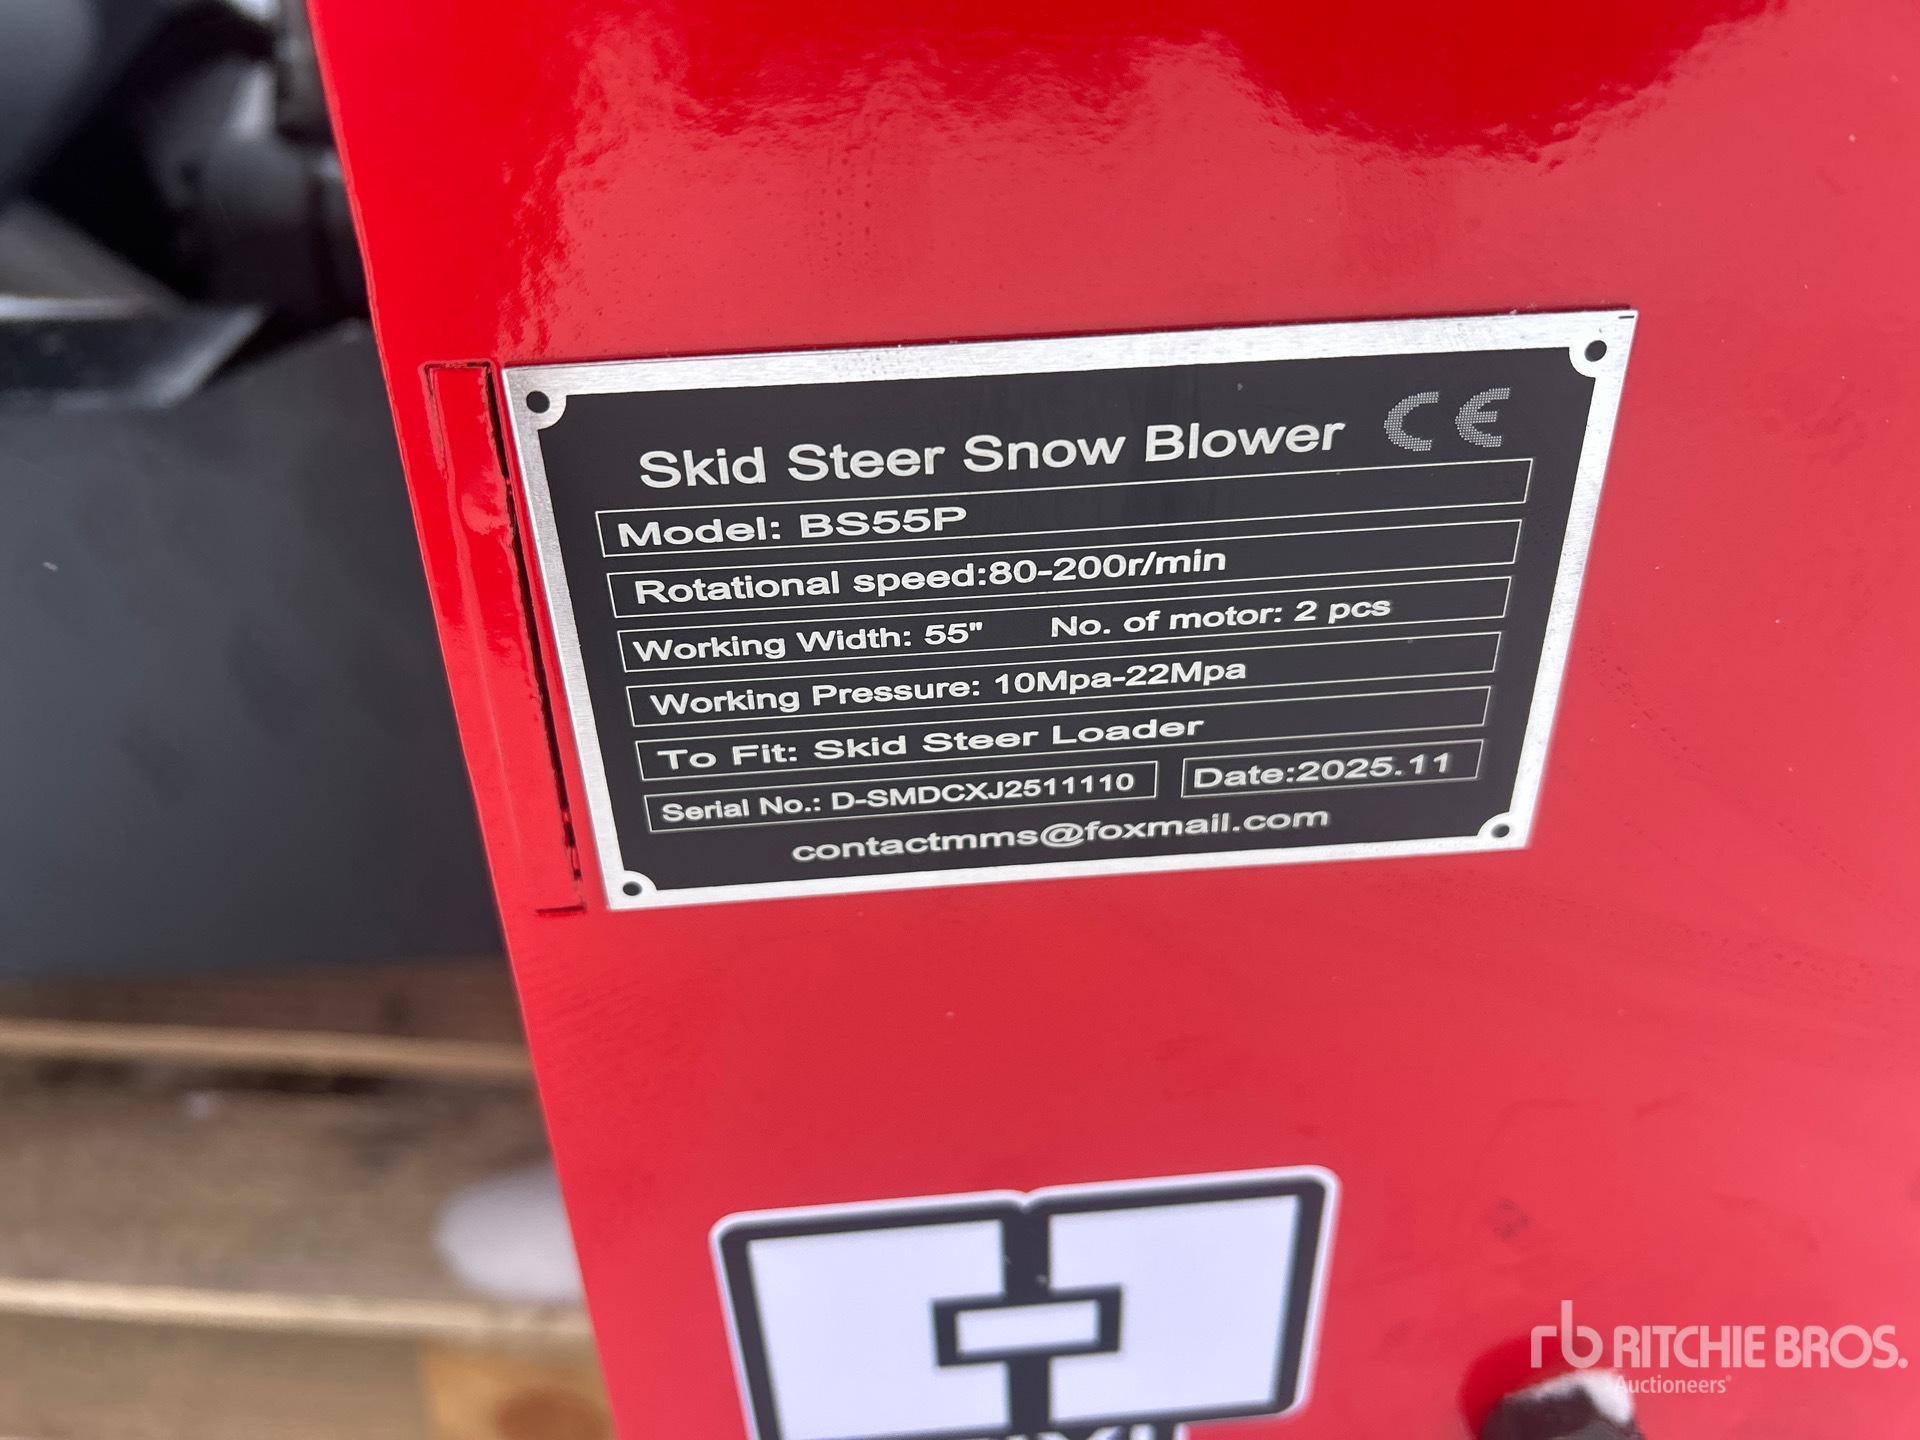 Skid Steer Snow Blower CE
Model: BS55P
Rotational speed:80-200r/min
Working Width: 55" No. of motor: 2 pcs
Working Pressure: 10Mpa-22Mpa
To Fit: Skid Steer Loader
Serial No.: D-SMDCXJ2511110 Date:2025.11
contactmms@foxmail.com
rb RITCHIE BROS.
Auctioneers